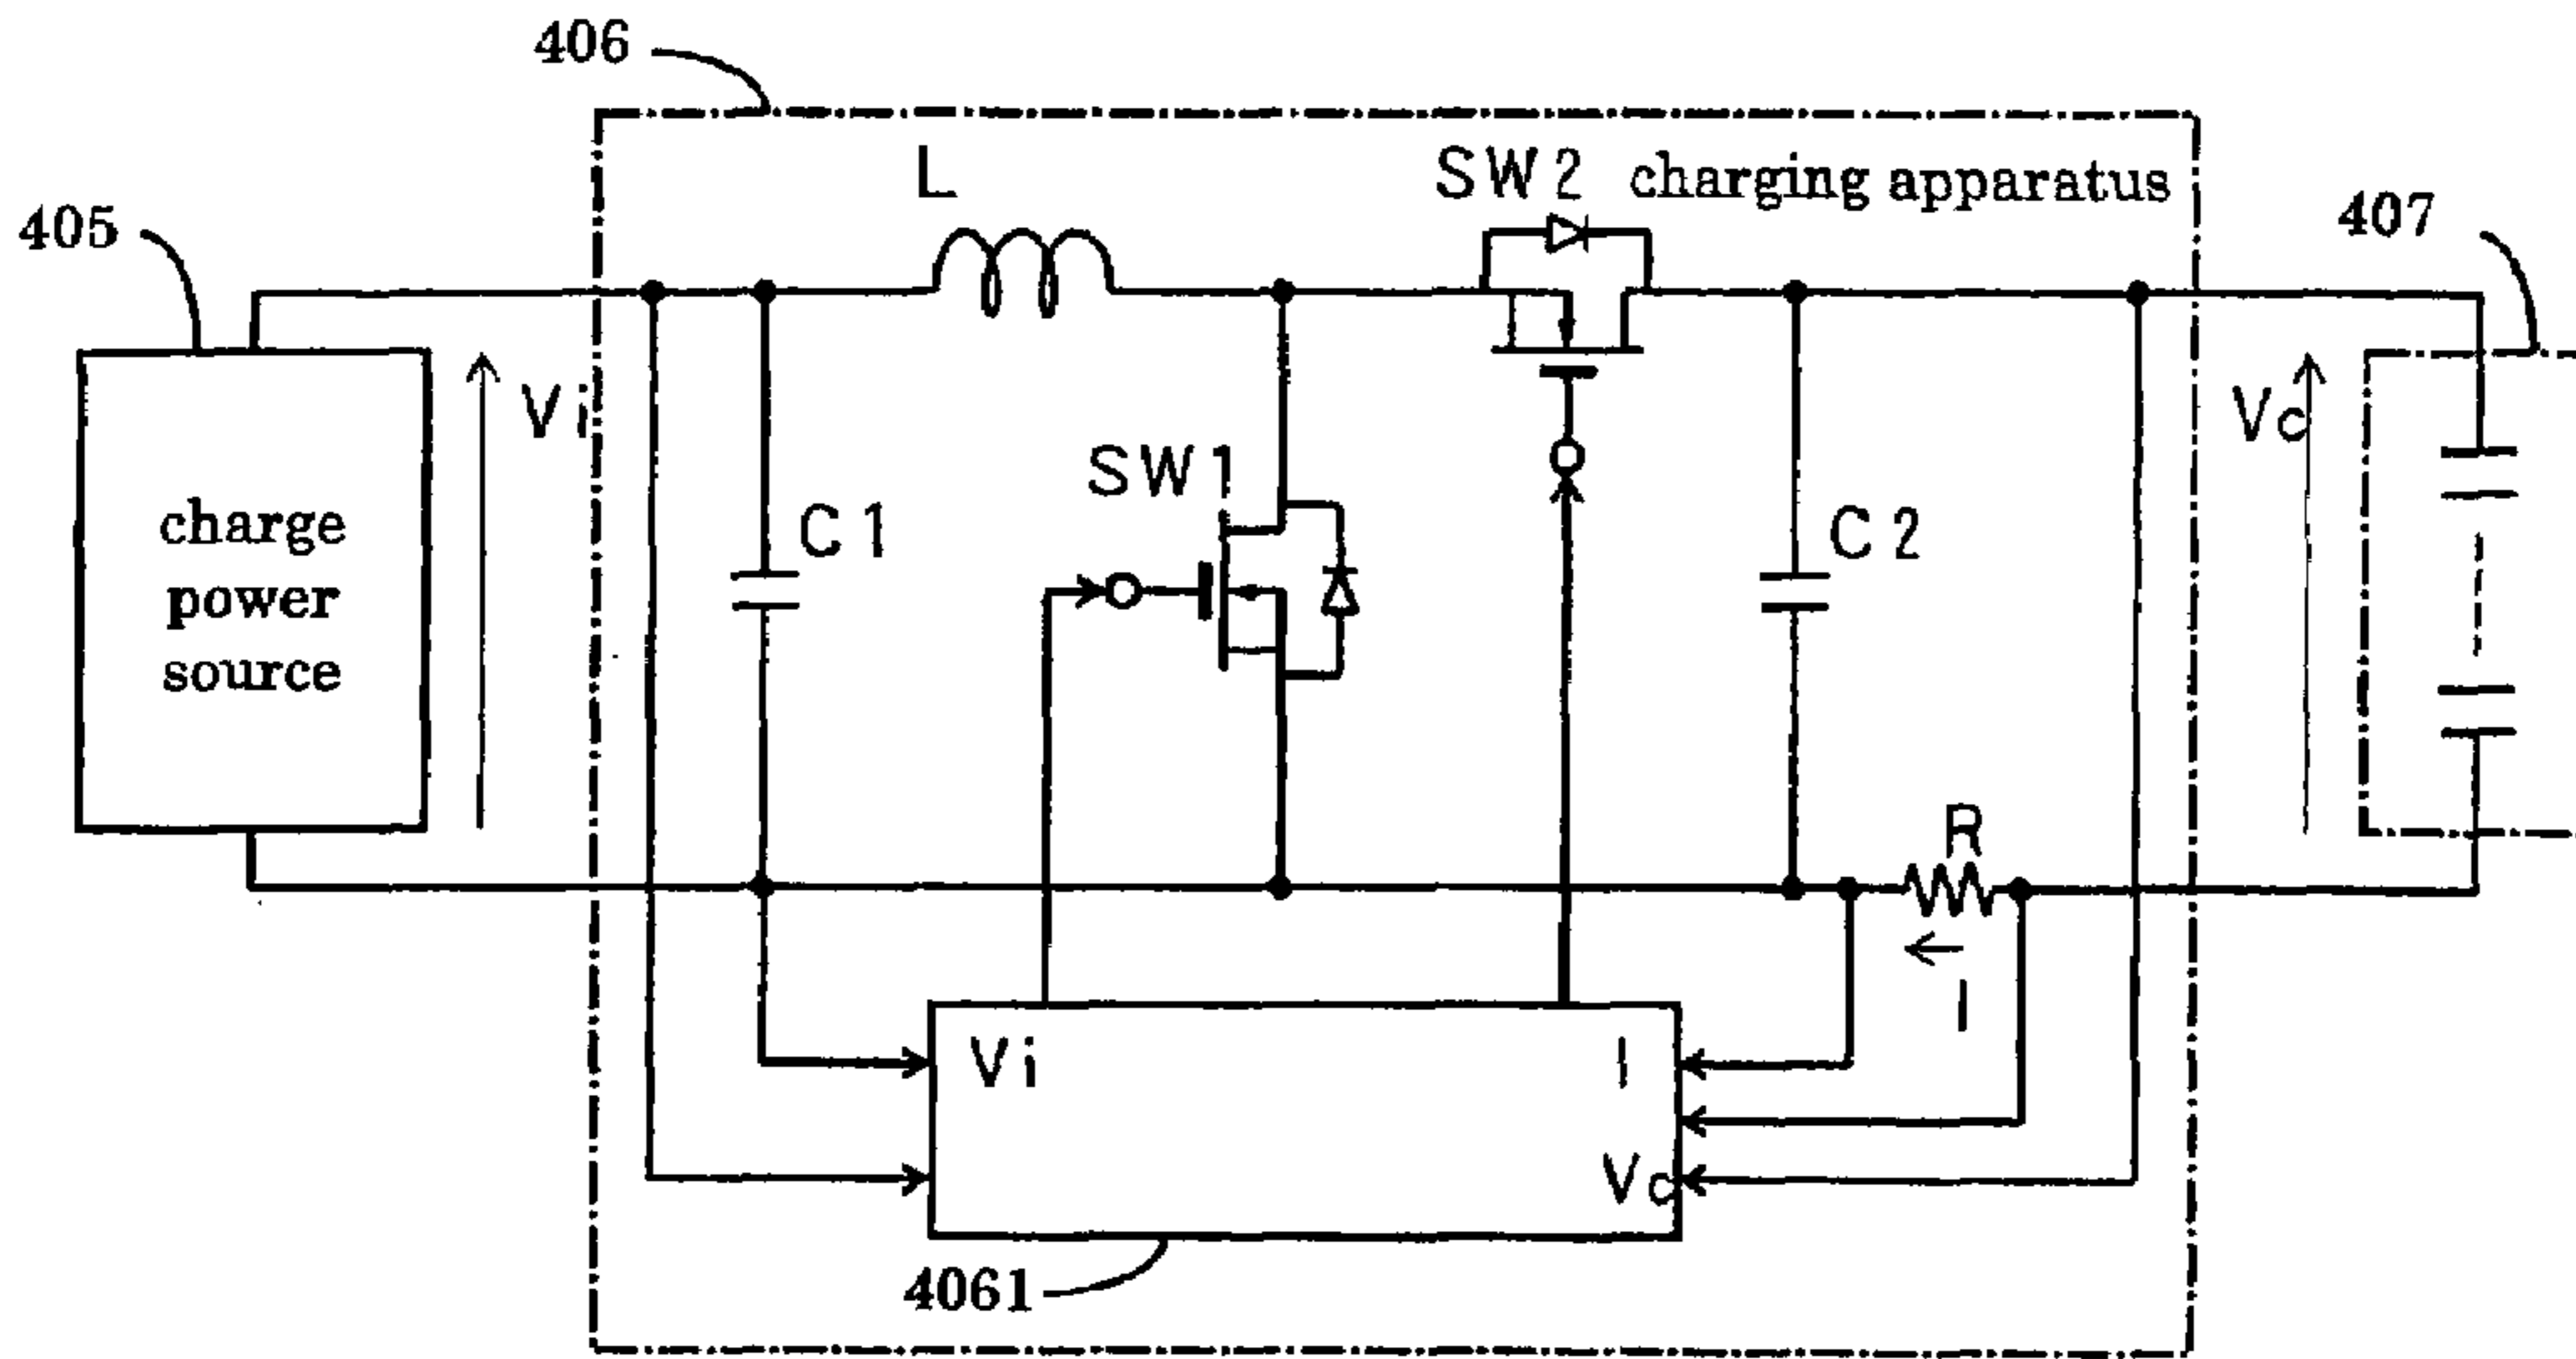 406
L
SW2 charging apparatus
405
407
Vi
Vc
SW1
C1
C2
charge
power
source
R
I
Vi
I
Vc
4061